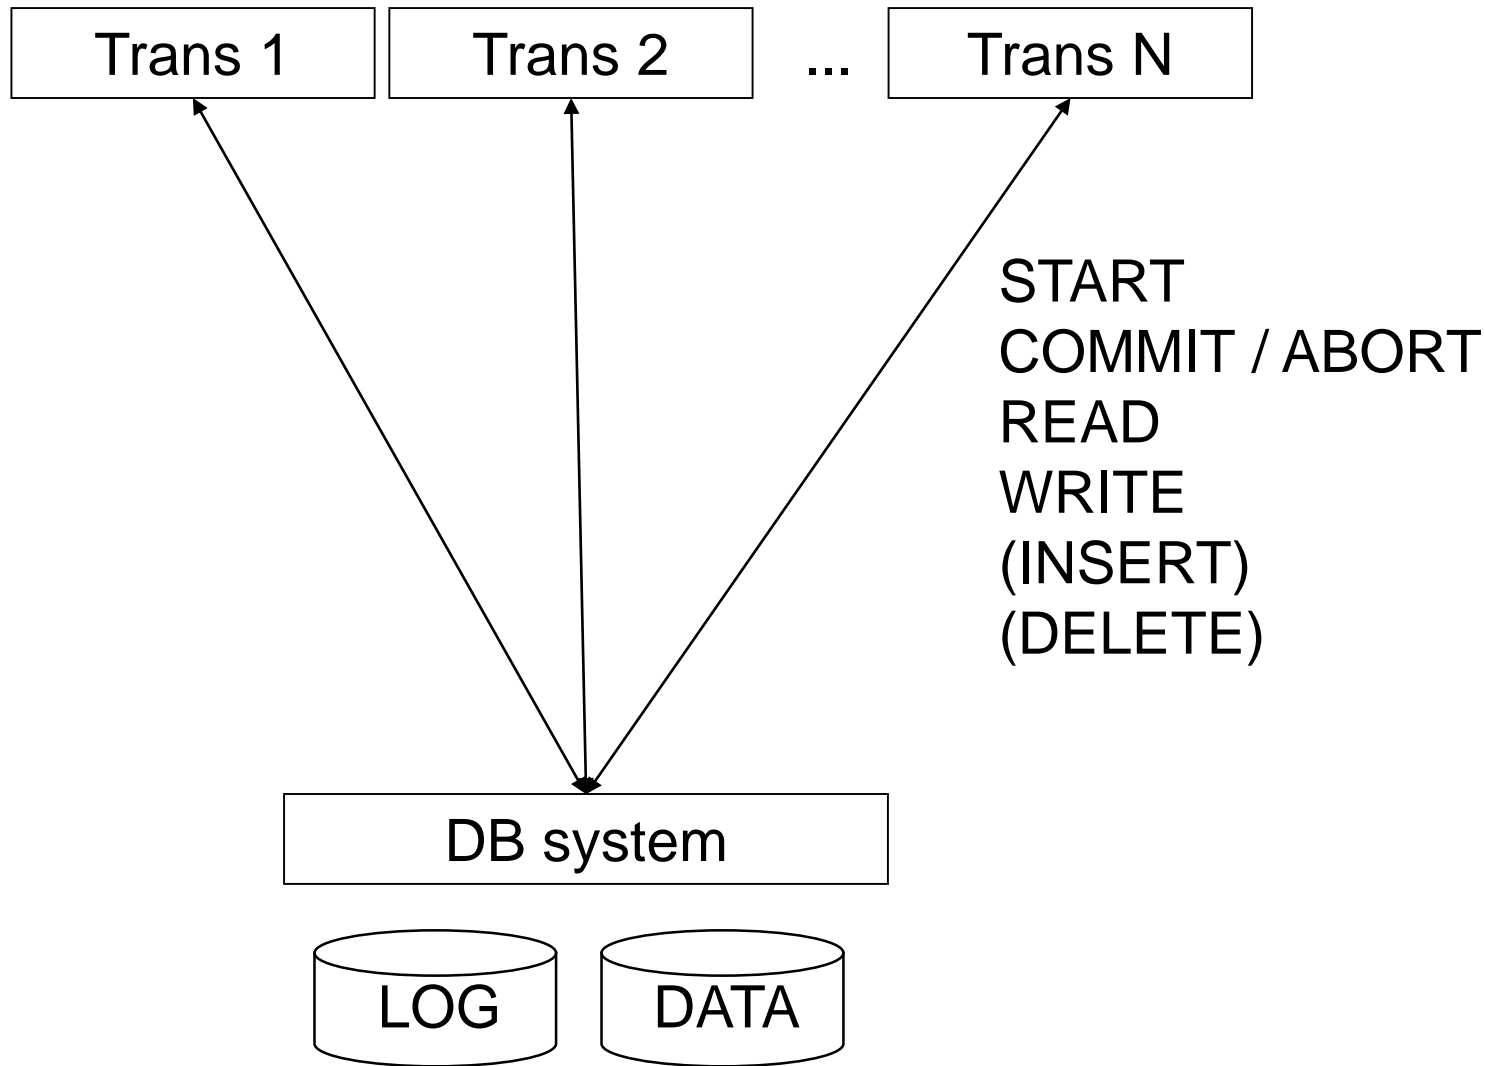 Trans 1
Trans 2
...
Trans N
START
COMMIT / ABORT
READ
WRITE
(INSERT)
(DELETE)
DB system
LOG
DATA